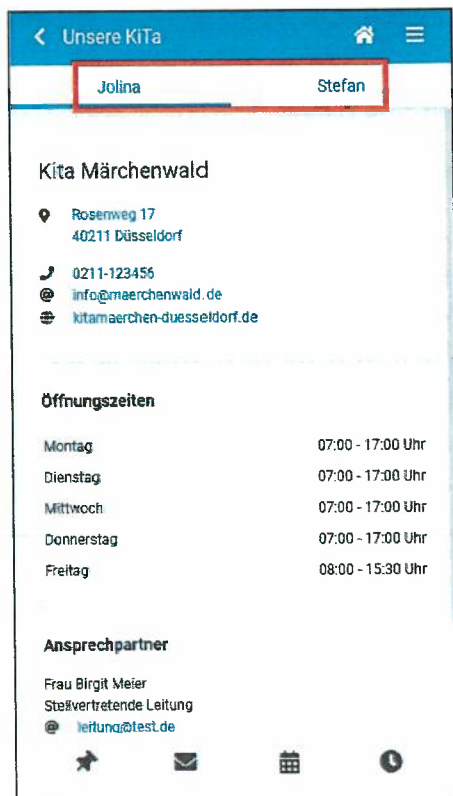 Unsere KiTa
Jolina Stefan
Kita Märchenwald
Rosenweg 17
40211 Düsseldorf
0211-123456
info@maerchenwald.de
kitamaerchen-duesseldorf.de
Öffnungszeiten
Montag 07:00 - 17:00 Uhr
Dienstag 07:00 - 17:00 Uhr
Mittwoch 07:00 - 17:00 Uhr
Donnerstag 07:00 - 17:00 Uhr
Freitag 08:00 - 15:30 Uhr
Ansprechpartner
Frau Birgit Meier
Stellvertretende Leitung
leitung@test.de